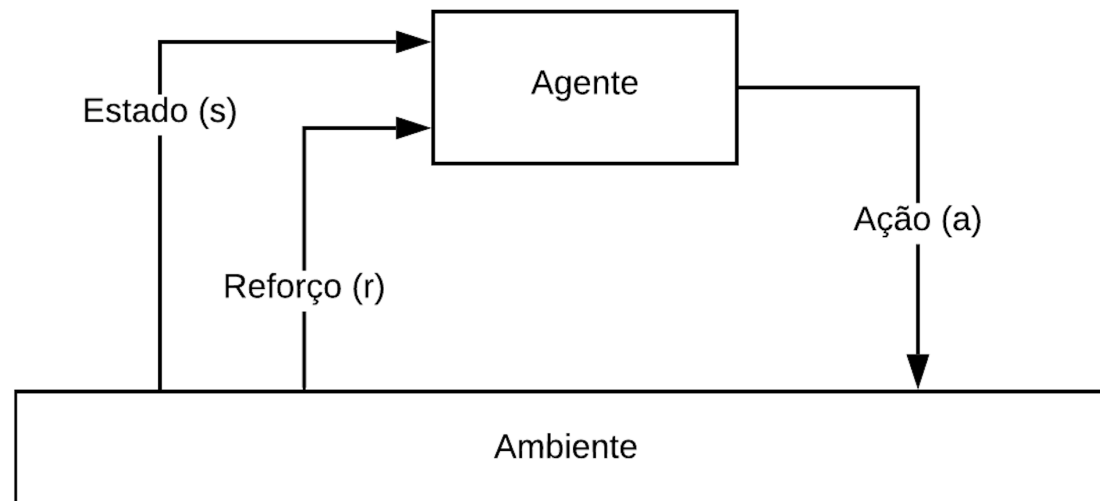 Agente
Estado (s)
Ação (a)
Reforço (r)
Ambiente